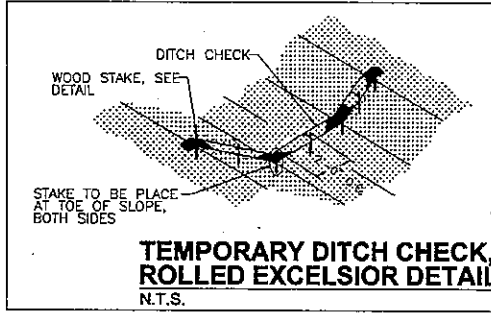 DITCH CHECK
WOOD STAKE, SEE
DETAIL
STAKE TO BE PLACE
AT TOE OF SLOPE,
BOTH SIDES
TEMPORARY DITCH CHECK,
ROLLED EXCELSIOR DETAIL
N.T.S.